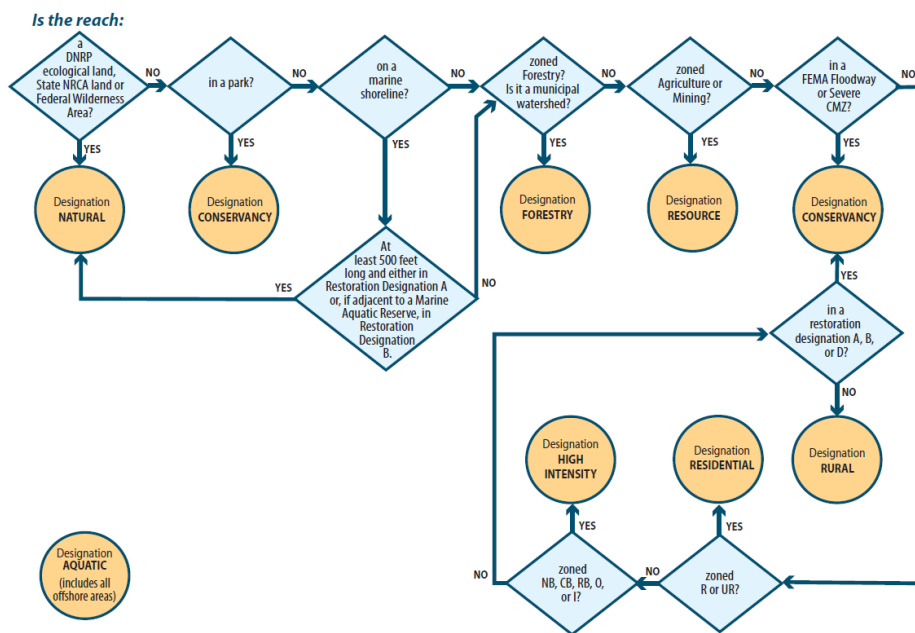 Is the reach:
a
DNRP
ecological land,
State NRCA land or
Federal Wilderness
Area?
NO
YES
in a park?
NO
YES
on a
marine
shoreline?
NO
YES
zoned
Forestry?
Is it a municipal
watershed?
NO
YES
zoned
Agriculture or
Mining?
NO
YES
in a
FEMA Floodway
or Severe
CMZ?
NO
YES
Designation
NATURAL
Designation
CONSERVANCY
Designation
FORESTRY
Designation
RESOURCE
Designation
CONSERVANCY
At
least 500 feet
long and either in
Restoration Designation A
or, if adjacent to a Marine
Aquatic Reserve, in
Restoration
Designation
B.
YES
NO
YES
in a
restoration
designation A, B,
or D?
NO
Designation
HIGH
INTENSITY
Designation
RESIDENTIAL
Designation
RURAL
YES
YES
Designation
AQUATIC
(includes all
offshore areas)
NO
zoned
NB, CB, RB, O,
or I?
NO
zoned
R or UR?